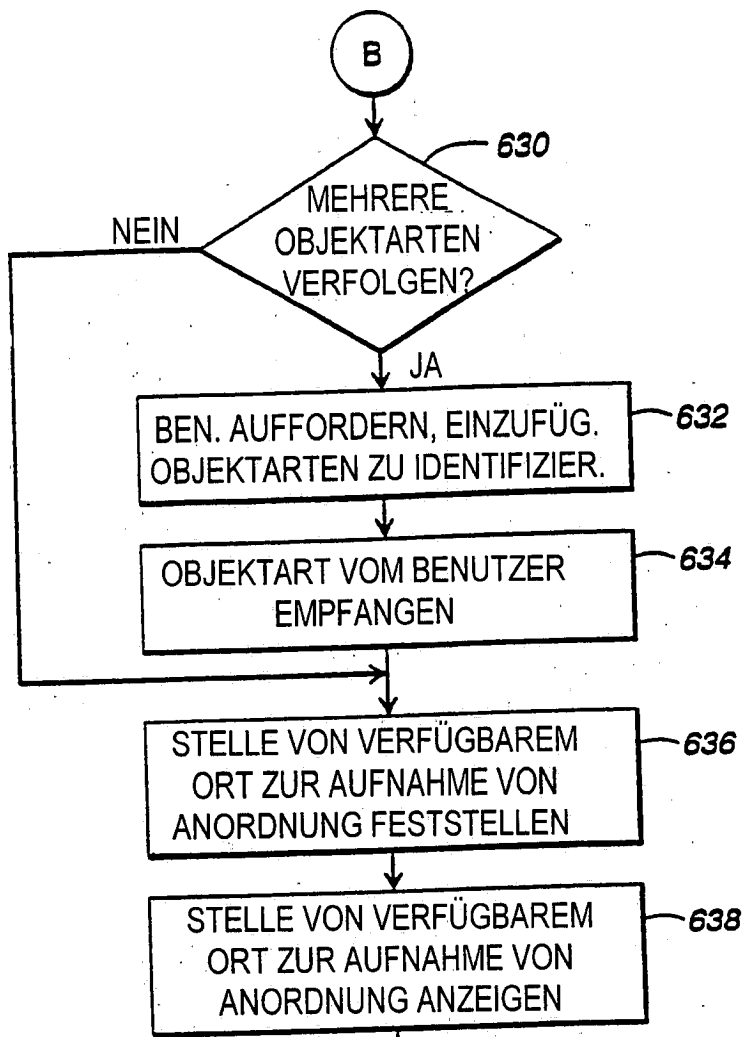 B
630
MEHRERE
OBJEKTARTEN
VERFOLGEN?
NEIN
JA
BEN. AUFFORDERN, EINZUFÜG.
OBJEKTARTEN ZU IDENTIFIZIER.
632
OBJEKTART VOM BENUTZER
EMPFANGEN
634
STELLE VON VERFÜGBAREM
ORT ZUR AUFNAHME VON
ANORDNUNG FESTSTELLEN
636
STELLE VON VERFÜGBAREM
ORT ZUR AUFNAHME VON
ANORDNUNG ANZEIGEN
638